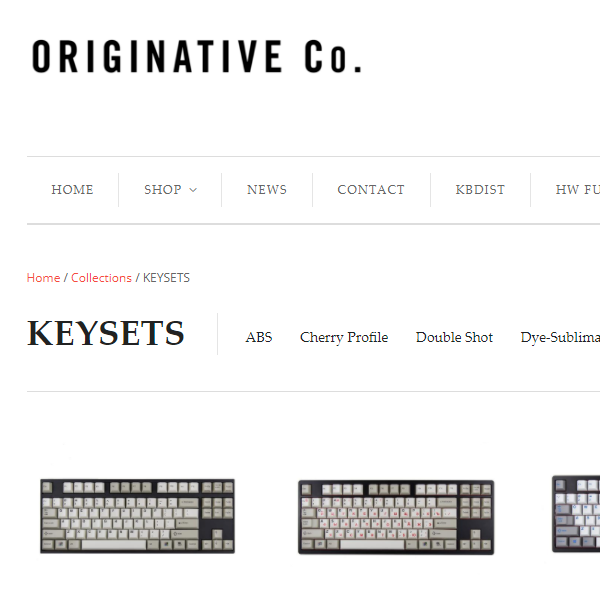 ORIGINATIVE Co.
HOME SHOP NEWS CONTACT KBDIST HW FU
Home / Collections / KEYSETS
KEYSETS ABS Cherry Profile Double Shot Dye-Sublima